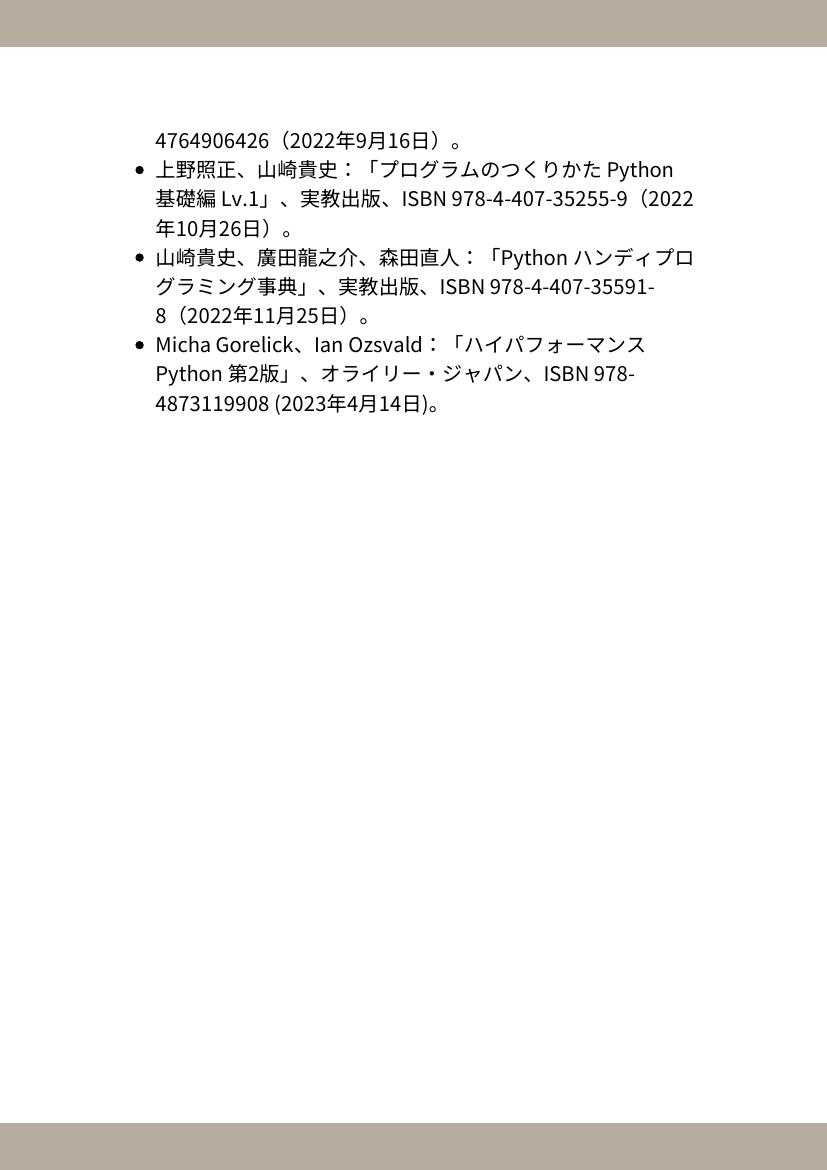 4764906426（2022年9月16日）。
• 上野照正、山崎貴史：「プログラムのつくりかた Python
基礎編 Lv.1」、実教出版、ISBN 978-4-407-35255-9（2022
年10月26日）。
• 山崎貴史、廣田龍之介、森田直人：「Python ハンディプロ
グラミング事典」、実教出版、ISBN 978-4-407-35591-
8（2022年11月25日）。
• Micha Gorelick、Ian Ozsvald：「ハイパフォーマンス
Python 第2版」、オライリー・ジャパン、ISBN 978-
4873119908 (2023年4月14日)。